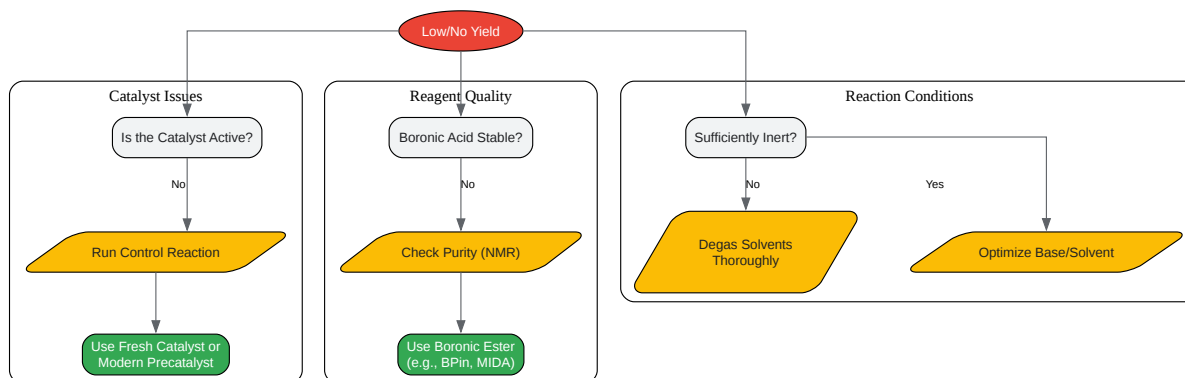 Low/No Yield
Catalyst Issues
Reagent Quality
Reaction Conditions
Is the Catalyst Active?
Boronic Acid Stable?
Sufficiently Inert?
No
No
No
Yes
Run Control Reaction
Check Purity (NMR)
Degas Solvents
Thoroughly
Optimize Base/Solvent
Use Fresh Catalyst or
Modern Precatalyst
Use Boronic Ester
(e.g., BPin, MIDA)